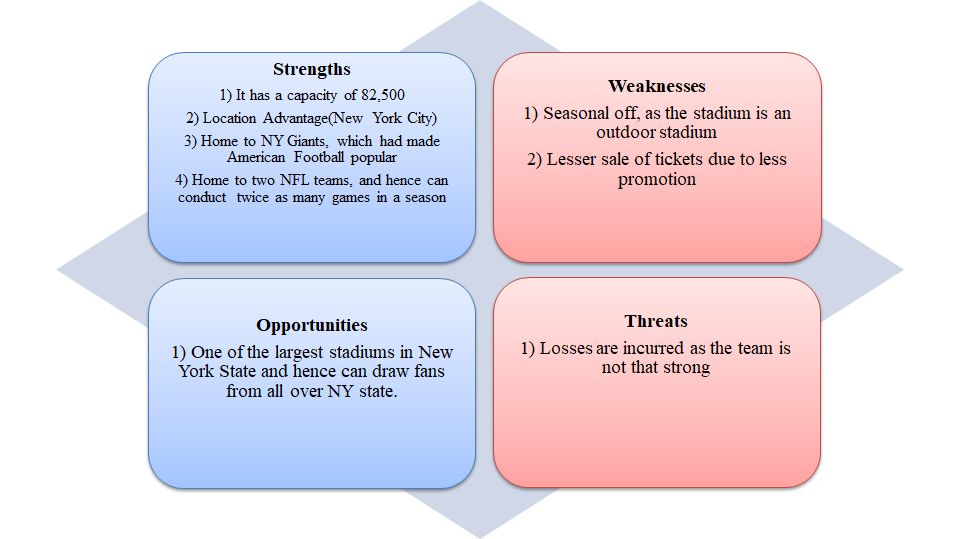 Strengths
1) It has a capacity of 82,500
2) Location Advantage(New York City)
3) Home to NY Giants, which had made
American Football popular
4) Home to two NFL teams, and hence can
conduct twice as many games in a season
Weaknesses
1) Seasonal off, as the stadium is an
outdoor stadium
2) Lesser sale of tickets due to less
promotion
Opportunities
1) One of the largest stadiums in New
York State and hence can draw fans
from all over NY state.
Threats
1) Losses are incurred as the team is
not that strong